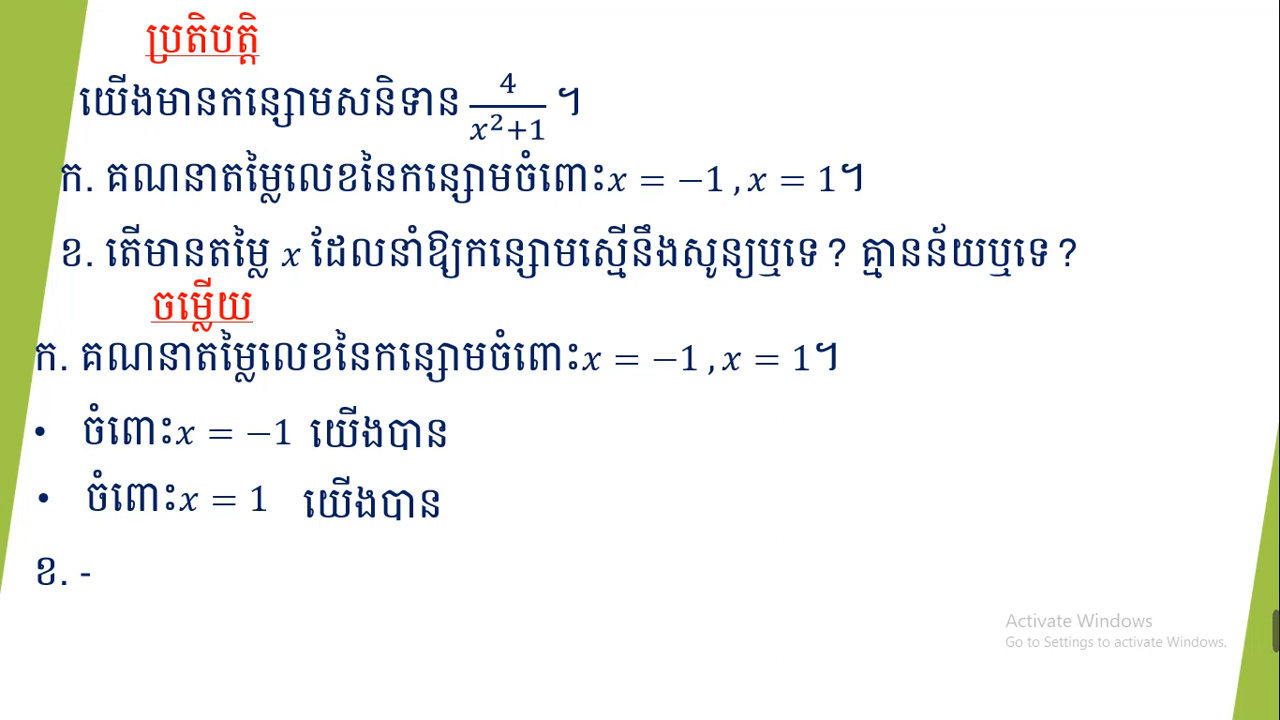 ប្រតិបត្តិ
យើងមានកន្សោមសនិទាន 4/(x²+1) ។
ក. គណនាតម្លៃលេខនៃកន្សោមចំពោះ x = −1 , x = 1។
ខ. តើមានតម្លៃ x ដែលនាំឱ្យកន្សោមស្មើនឹងសូន្យឬទេ ? គ្មានន័យឬទេ ?
ចម្លើយ
ក. គណនាតម្លៃលេខនៃកន្សោមចំពោះ x = −1 , x = 1។
• ចំពោះ x = −1 យើងបាន
• ចំពោះ x = 1 យើងបាន
ខ. -
Activate Windows
Go to Settings to activate Windows.